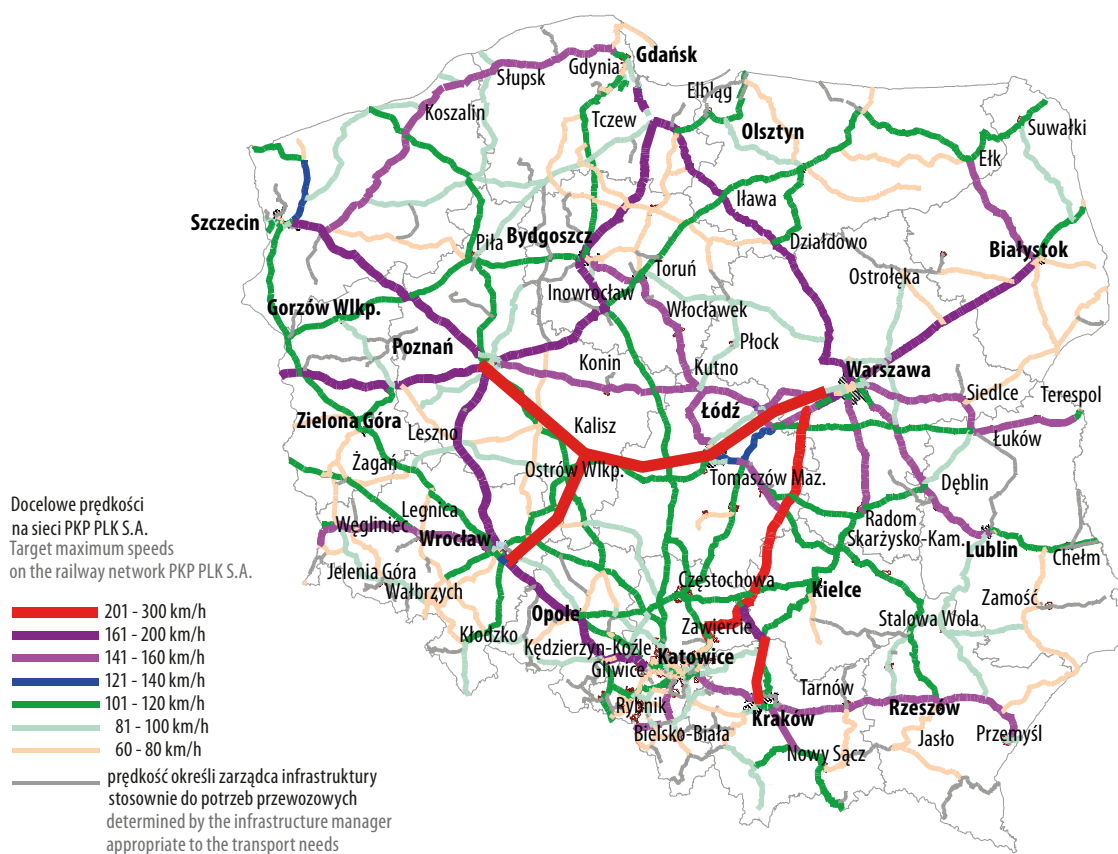 Gdańsk
Gdynia
Słupsk
Elbląg
Koszalin
Tczew
Olsztyn
Suwałki
Ełk
Iława
Szczecin
Bydgoszcz
Piła
Działdowo
Białystok
Toruń
Ostrołęka
Inowrocław
Gorzów Wlkp.
Włocławek
Płock
Poznań
Konin
Kutno
Warszawa
Siedlce
Terespol
Łódź
Zielona Góra
Kalisz
Leszno
Łuków
Żagań
Ostrów Wlkp.
Tomaszów Maz.
Dęblin
Legnica
Węgliniec
Wrocław
Radom
Skarżysko-Kam.
Lublin
Chełm
Jelenia Góra
Wałbrzych
Częstochowa
Kielce
Zamość
Opole
Zawiercie
Stalowa Wola
Kłodzko
Kędzierzyn-Koźle
Katowice
Gliwice
Tarnów
Rybnik
Rzeszów
Kraków
Przemyśl
Bielsko-Biała
Nowy Sącz
Jasło
Docelowe prędkości
na sieci PKP PLK S.A.
Target maximum speeds
on the railway network PKP PLK S.A.
201 - 300 km/h
161 - 200 km/h
141 - 160 km/h
121 - 140 km/h
101 - 120 km/h
81 - 100 km/h
60 - 80 km/h
prędkość określi zarządca infrastruktury
stosownie do potrzeb przewozowych
determined by the infrastructure manager
appropriate to the transport needs